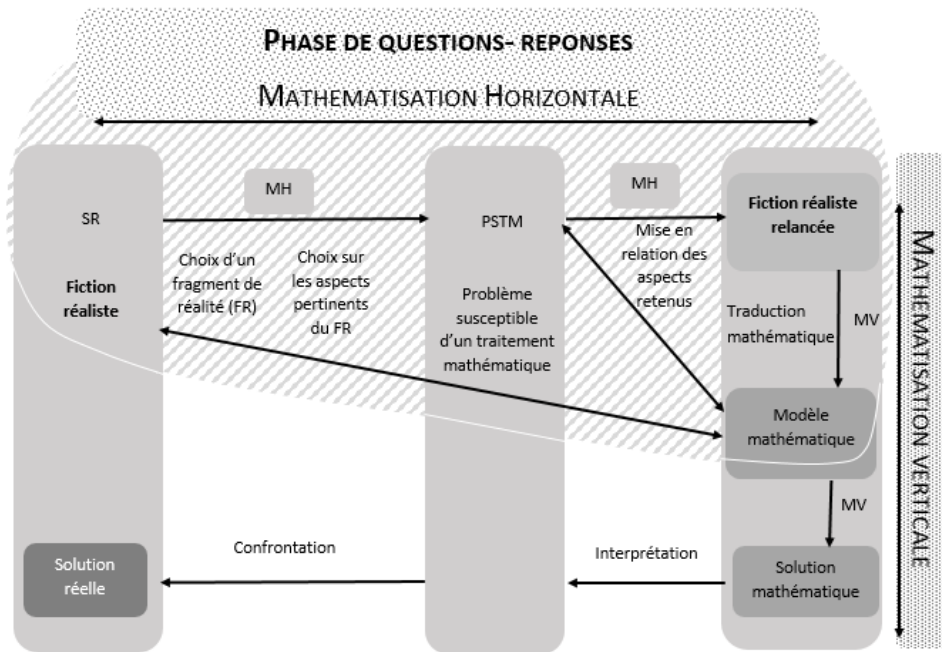 PHASE DE QUESTIONS- REPONSES
MATHEMATISATION HORIZONTALE
SR
Fiction
réaliste
MH
Choix d’un
fragment de
réalité (FR)
Choix sur
les aspects
pertinents
du FR
PSTM
Problème
susceptible
d’un traitement
mathématique
MH
Mise en
relation des
aspects
retenus
Fiction réaliste
relancée
Traduction
mathématique
MV
Modèle
mathématique
MV
Solution
mathématique
Interprétation
Confrontation
Solution
réelle
MATHEMATISATION VERTICALE